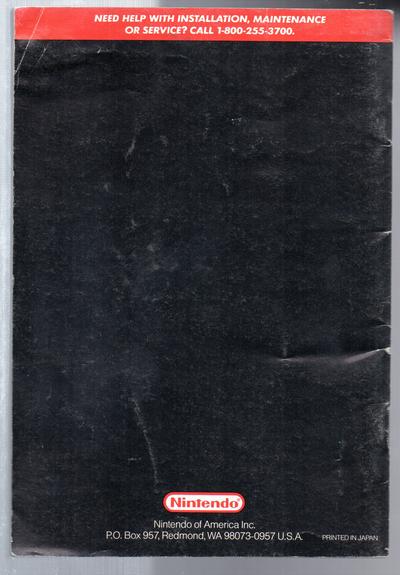 NEED HELP WITH INSTALLATION, MAINTENANCE
OR SERVICE? CALL 1-800-255-3700.
Nintendo
Nintendo of America Inc.
P.O. Box 957, Redmond, WA 98073-0957 U.S.A.
PRINTED IN JAPAN